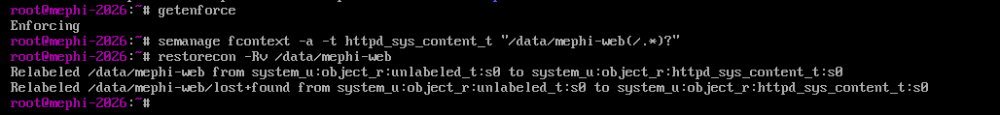 root@mephi-2026:~# getenforce
Enforcing
root@mephi-2026:~# semanage fcontext -a -t httpd_sys_content_t "/data/mephi-web(/.*)?"
root@mephi-2026:~# restorecon -Rv /data/mephi-web
Relabeled /data/mephi-web from system_u:object_r:unlabeled_t:s0 to system_u:object_r:httpd_sys_content_t:s0
Relabeled /data/mephi-web/lost+found from system_u:object_r:unlabeled_t:s0 to system_u:object_r:httpd_sys_content_t:s0
root@mephi-2026:~#